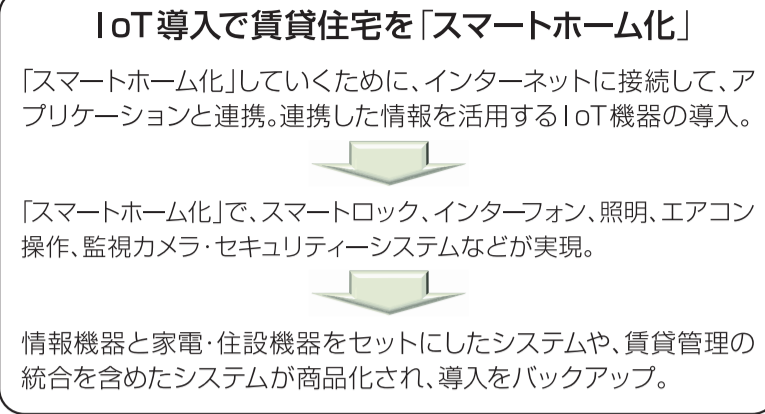 IoT導入で賃貸住宅を「スマートホーム化」
「スマートホーム化」していくために、インターネットに接続して、ア
プリケーションと連携。連携した情報を活用するIoT機器の導入。
「スマートホーム化」で、スマートロック、インターフォン、照明、エアコン
操作、監視カメラ・セキュリティーシステムなどが実現。
情報機器と家電・住設機器をセットにしたシステムや、賃貸管理の
統合を含めたシステムが商品化され、導入をバックアップ。